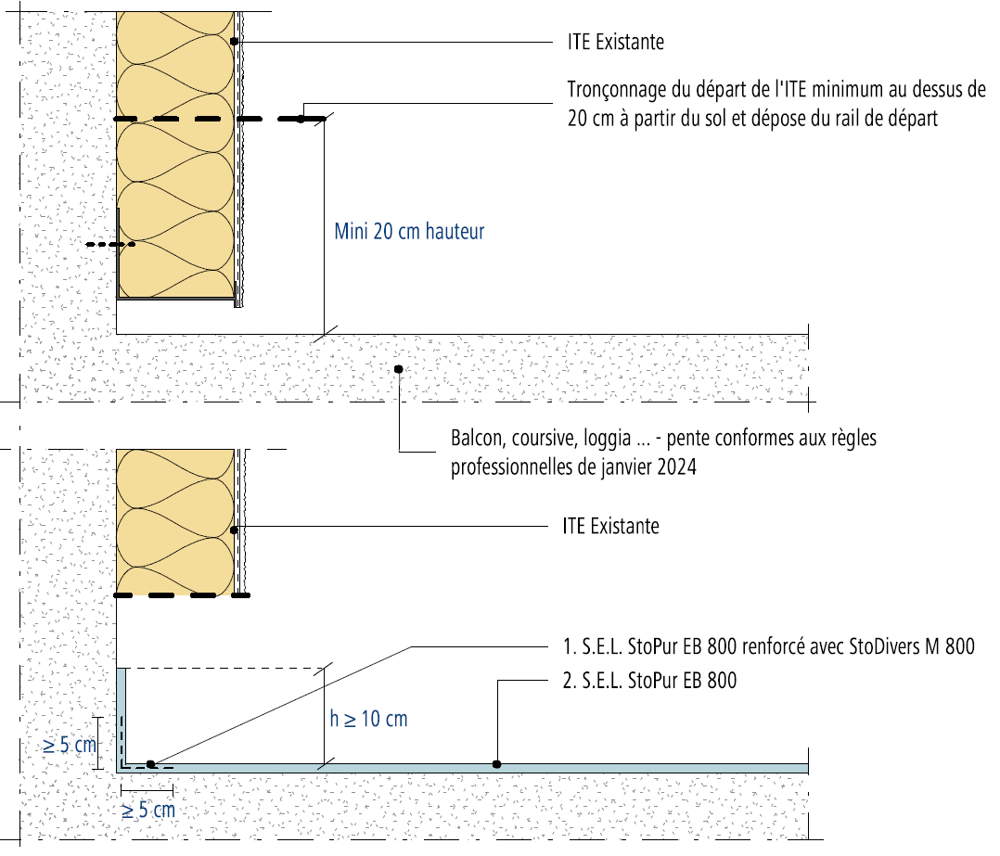 ITE Existante
Tronçonnage du départ de l'ITE minimum au dessus de
20 cm à partir du sol et dépose du rail de départ
Mini 20 cm hauteur
Balcon, coursive, loggia ... - pente conformes aux règles
professionnelles de janvier 2024
ITE Existante
1. S.E.L. StoPur EB 800 renforcé avec StoDivers M 800
2. S.E.L. StoPur EB 800
h ≥ 10 cm
≥ 5 cm
≥ 5 cm